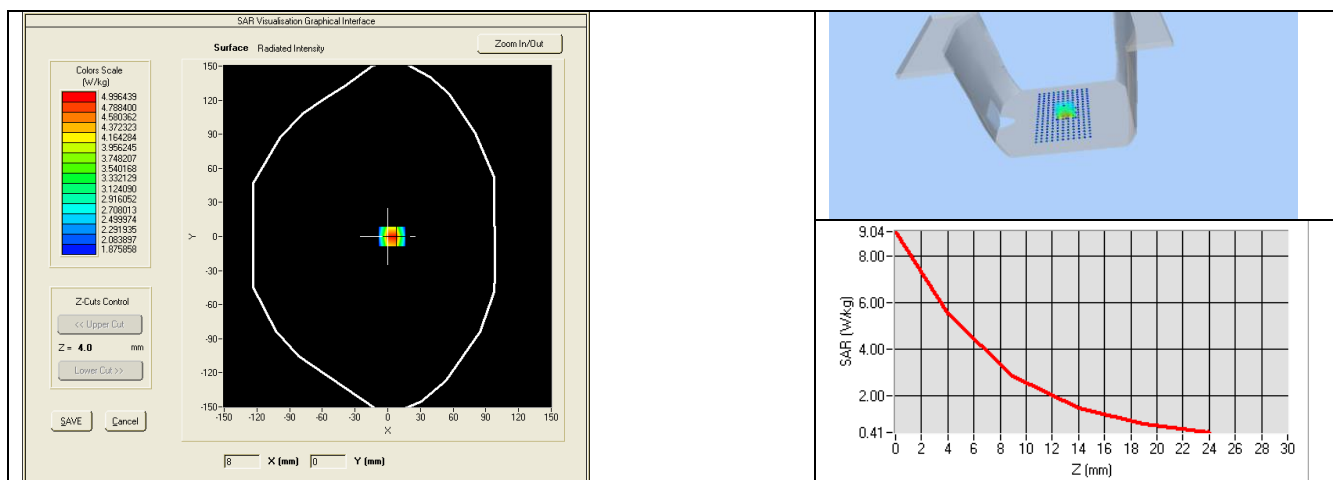 SAR Visualisation Graphical Interface
Surface Radiated Intensity
Zoom In/Out
Colors Scale
(W/kg)
4.996439
4.788400
4.580362
4.372323
4.164284
3.956245
3.748207
3.540168
3.332129
3.124090
2.916052
2.708013
2.499974
2.291935
2.083897
1.875858
Z-Cuts Control
<< Upper Cut
Z = 4.0 mm
Lower Cut >>
SAVE Cancel
Y
150
120
90
60
30
0
-30
-60
-90
-120
-150
-150 -120 -90 -60 -30 0 30 60 90 120 150
X
8 X (mm) 0 Y (mm)
SAR (W/kg)
9.04
8.00
6.00
4.00
2.00
0.41
0 2 4 6 8 10 12 14 16 18 20 22 24 26 28 30
Z (mm)